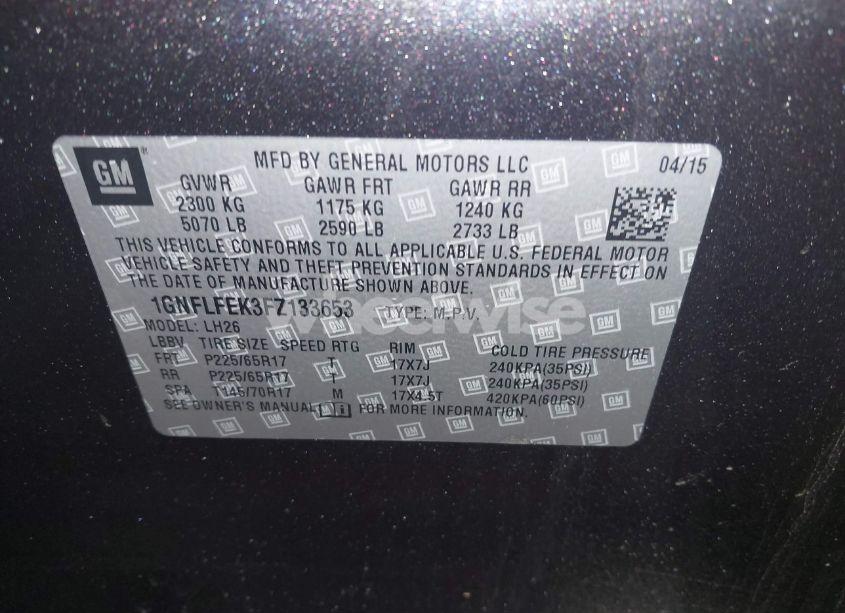 GM
MFD BY GENERAL MOTORS LLC 04/15
GVWR GAWR FRT GAWR RR
2300 KG 1175 KG 1240 KG
5070 LB 2590 LB 2733 LB
THIS VEHICLE CONFORMS TO ALL APPLICABLE U.S. FEDERAL MOTOR
VEHICLE SAFETY AND THEFT PREVENTION STANDARDS IN EFFECT ON
THE DATE OF MANUFACTURE SHOWN ABOVE.
1GNFLFEK3FZ133653 TYPE: M.P.V.
MODEL: LH26
LBBV TIRE SIZE SPEED RTG RIM COLD TIRE PRESSURE
FRT P225/65R17 T 17X7J 240KPA(35PSI)
RR P225/65R17 T 17X7J 240KPA(35PSI)
SPA T145/70R17 M 17X4.5T 420KPA(60PSI)
SEE OWNER'S MANUAL FOR MORE INFORMATION.